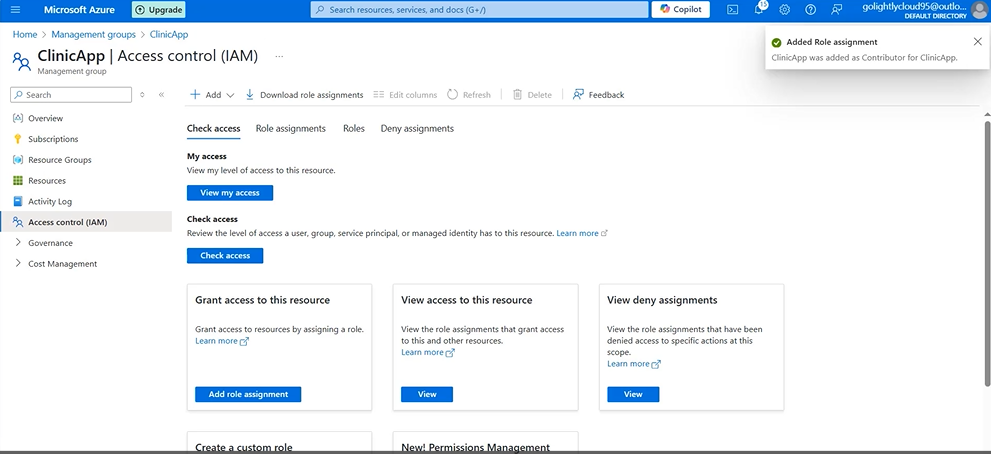 Microsoft Azure
Upgrade
Search resources, services, and docs (G+/)
Copilot
15
golightlycloud95@outlo...
DEFAULT DIRECTORY
Home > Management groups > ClinicApp
ClinicApp | Access control (IAM) ...
Management group
Added Role assignment
ClinicApp was added as Contributor for ClinicApp.
Search
Add
Download role assignments
Edit columns
Refresh
Delete
Feedback
Overview
Subscriptions
Resource Groups
Resources
Activity Log
Access control (IAM)
Governance
Cost Management
Check access
Role assignments
Roles
Deny assignments
My access
View my level of access to this resource.
View my access
Check access
Review the level of access a user, group, service principal, or managed identity has to this resource. Learn more
Check access
Grant access to this resource
Grant access to resources by assigning a role.
Learn more
Add role assignment
View access to this resource
View the role assignments that grant access
to this and other resources.
Learn more
View
View deny assignments
View the role assignments that have been
denied access to specific actions at this
scope.
Learn more
View
Create a custom role
New! Permissions Management